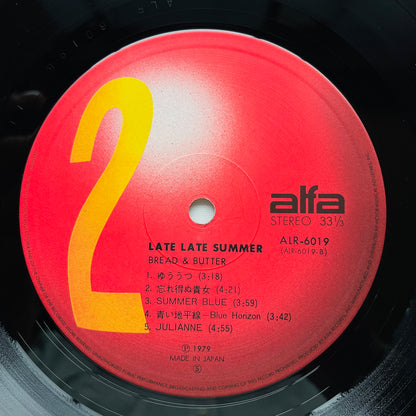 2
alfa
STEREO 33⅓
ALR-6019
(ALR-6019-B)
LATE LATE SUMMER
BREAD & BUTTER
1. ゆううつ (3:18)
2. 忘れ得ぬ貴女 (4:21)
3. SUMMER BLUE (3:59)
4. 青い地平線 - Blue Horizon (3:42)
5. JULIANNE (4:55)
Ⓟ 1979
MADE IN JAPAN
Ⓢ